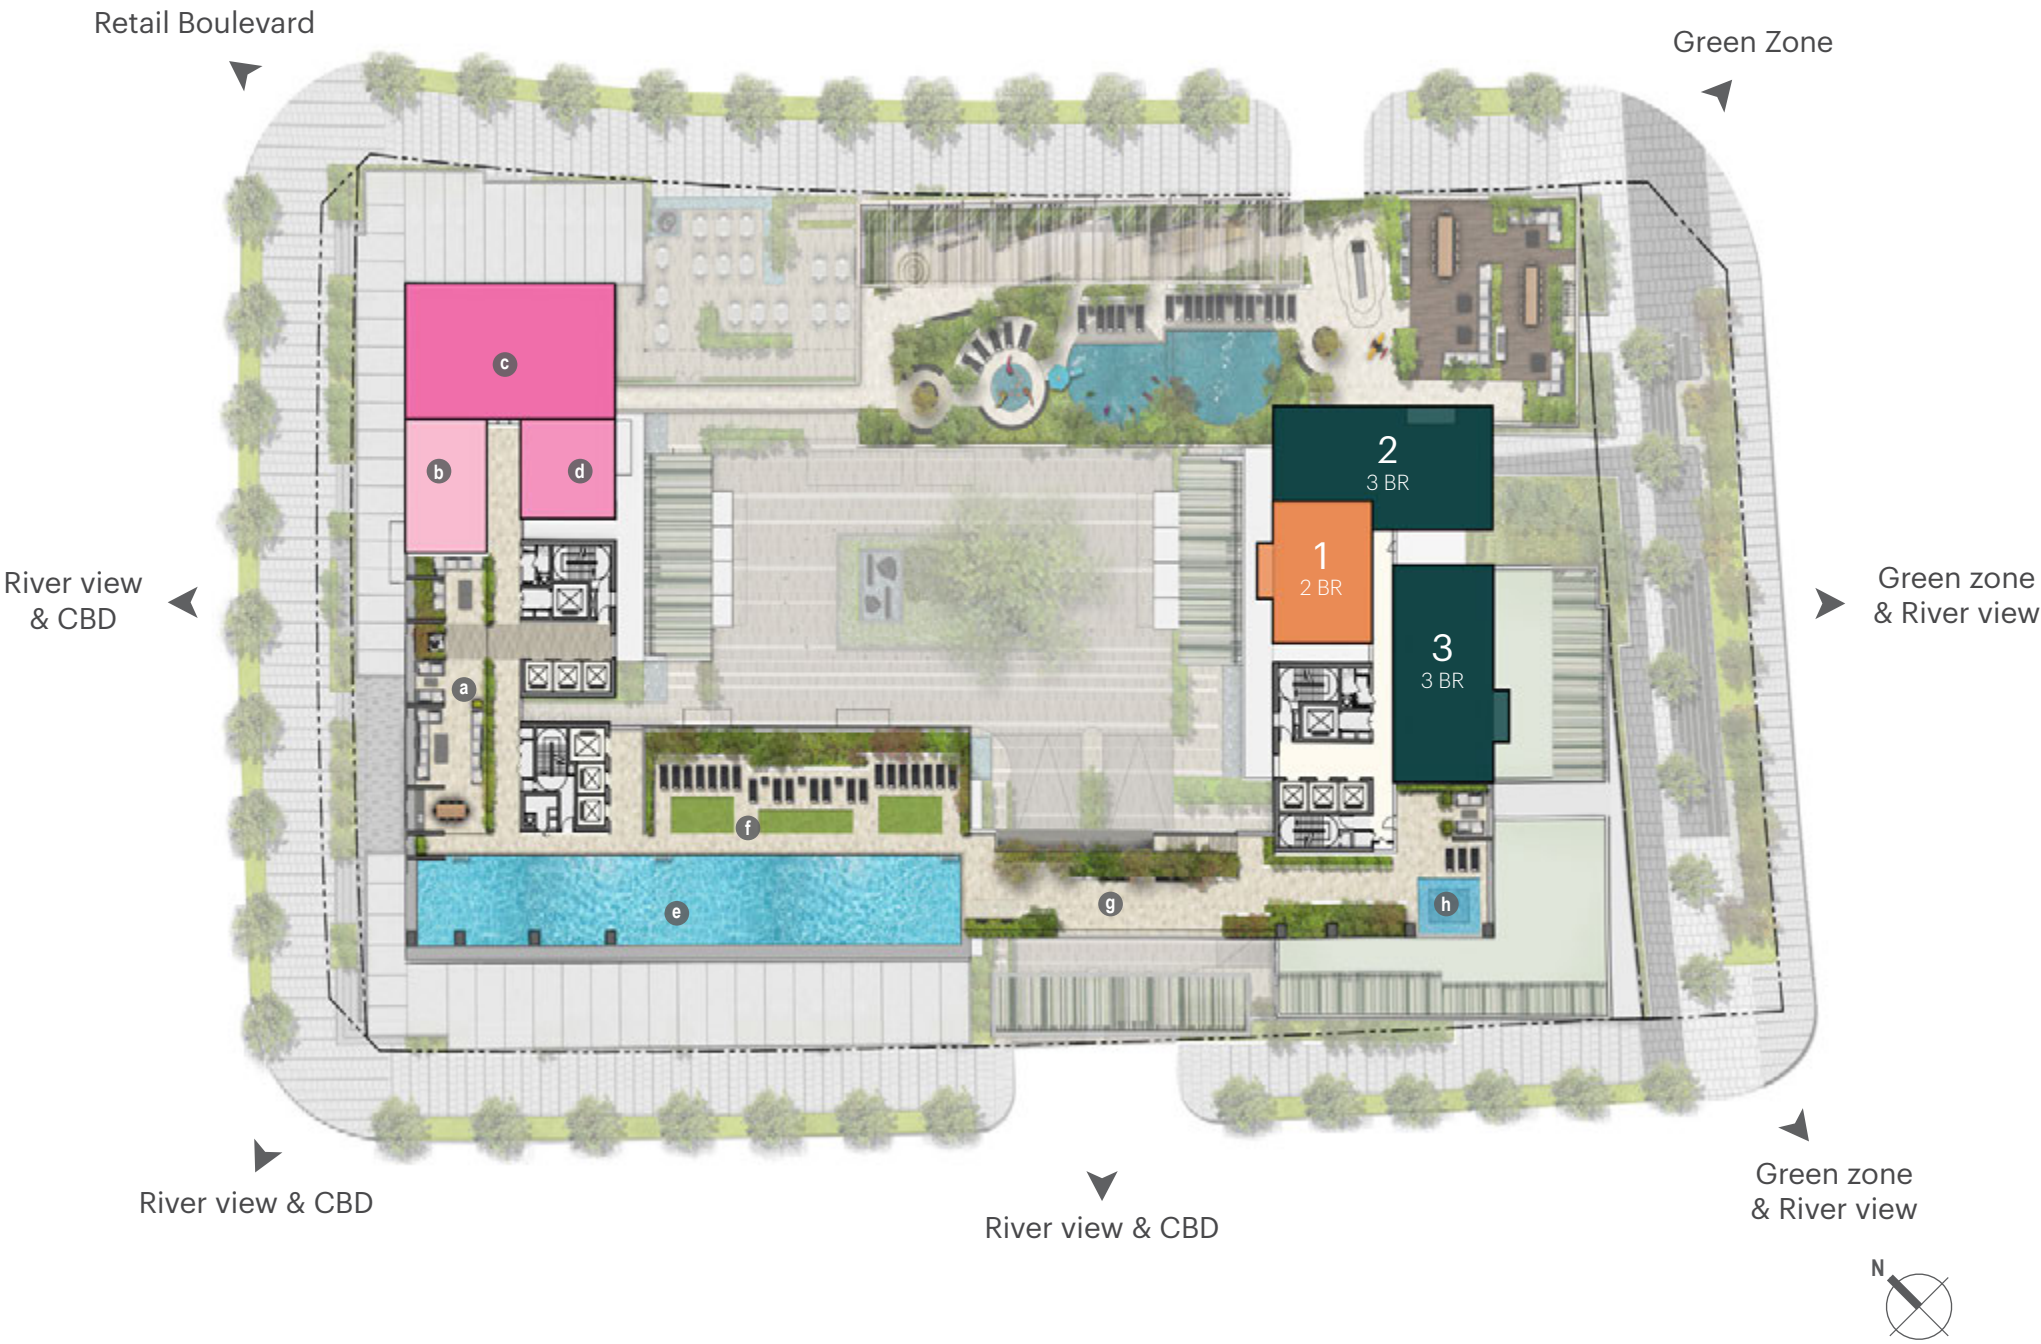 Retail Boulevard
Green Zone
c
b
d
2
3 BR
1
2 BR
River view
& CBD
Green zone
& River view
3
3 BR
a
f
e
g
h
River view & CBD
River view & CBD
Green zone
& River view
N